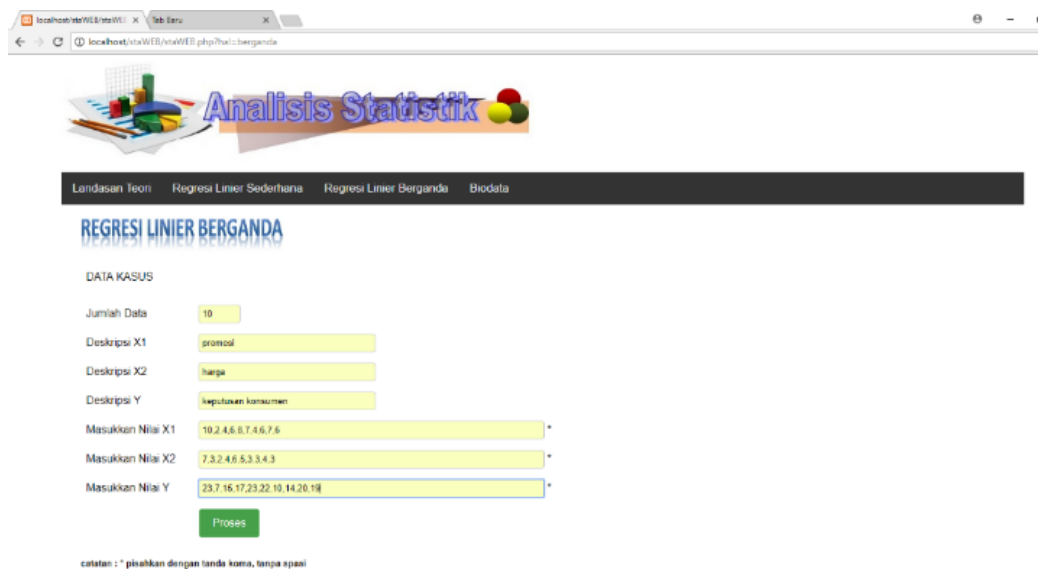 localhost/staWEB/staWEB
Tab Baru
localhost/staWEB/staWEB.php?hal=berganda
Analisis Statistik
Landasan Teori Regresi Linier Sederhana Regresi Linier Berganda Biodata
REGRESI LINIER BERGANDA
DATA KASUS
Jumlah Data 10
Deskripsi X1 promosi
Deskripsi X2 harga
Deskripsi Y keputusan konsumen
Masukkan Nilai X1 10,2,4,6,8,7,4,6,7,6 *
Masukkan Nilai X2 7,3,2,4,6,5,3,3,4,3 *
Masukkan Nilai Y 23,7,15,17,23,22,10,14,20,19 *
Proses
catatan : * pisahkan dengan tanda koma, tanpa spasi